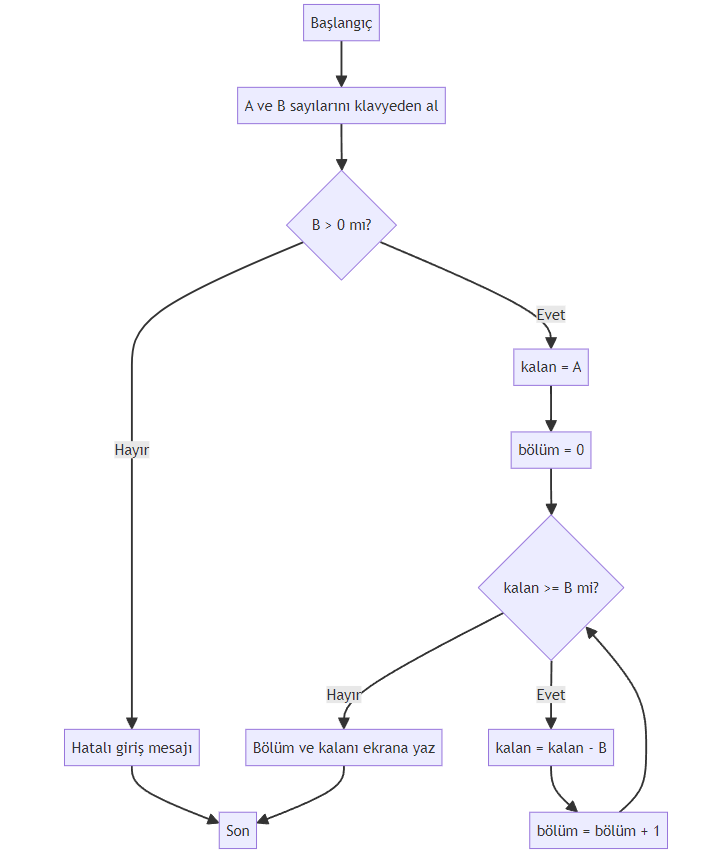 Başlangıç
A ve B sayılarını klavyeden al
B > 0 mı?
Evet
kalan = A
bölüm = 0
Hayır
kalan >= B mi?
Hayır
Evet
Hatalı giriş mesajı
Bölüm ve kalanı ekrana yaz
kalan = kalan - B
Son
bölüm = bölüm + 1